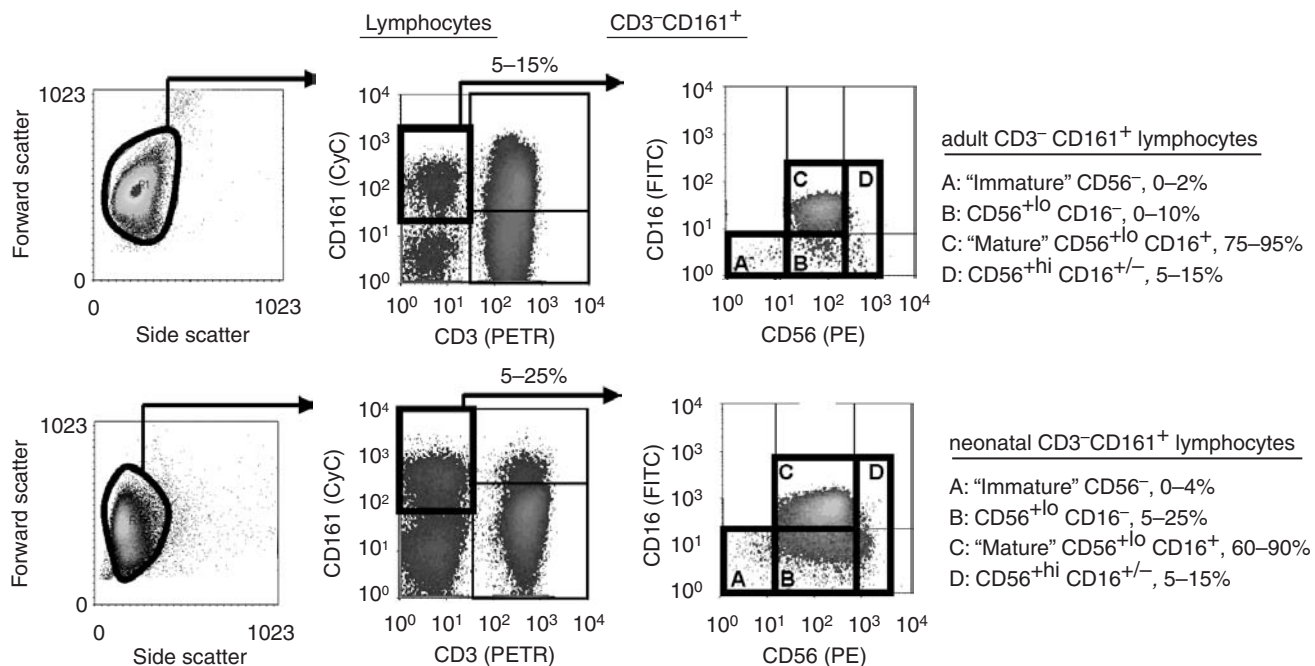 Lymphocytes
CD3⁻CD161⁺
5–15%
1023
Forward scatter
R1
0
0
1023
Side scatter
10⁴
10³
10²
10¹
10⁰
CD161 (CyC)
10⁰ 10¹ 10² 10³ 10⁴
CD3 (PETR)
10⁴
10³
10²
10¹
10⁰
CD16 (FITC)
C D
A B
10⁰ 10¹ 10² 10³ 10⁴
CD56 (PE)
adult CD3⁻ CD161⁺ lymphocytes
A: “Immature” CD56⁻, 0–2%
B: CD56⁺ˡᵒ CD16⁻, 0–10%
C: “Mature” CD56⁺ˡᵒ CD16⁺, 75–95%
D: CD56⁺ʰⁱ CD16⁺/⁻, 5–15%
5–25%
1023
Forward scatter
0
0
1023
Side scatter
10⁴
10³
10²
10¹
10⁰
CD161 (CyC)
10⁰ 10¹ 10² 10³ 10⁴
CD3 (PETR)
10⁴
10³
10²
10¹
10⁰
CD16 (FITC)
C D
A B
10⁰ 10¹ 10² 10³ 10⁴
CD56 (PE)
neonatal CD3⁻CD161⁺ lymphocytes
A: “Immature” CD56⁻, 0–4%
B: CD56⁺ˡᵒ CD16⁻, 5–25%
C: “Mature” CD56⁺ˡᵒ CD16⁺, 60–90%
D: CD56⁺ʰⁱ CD16⁺/⁻, 5–15%